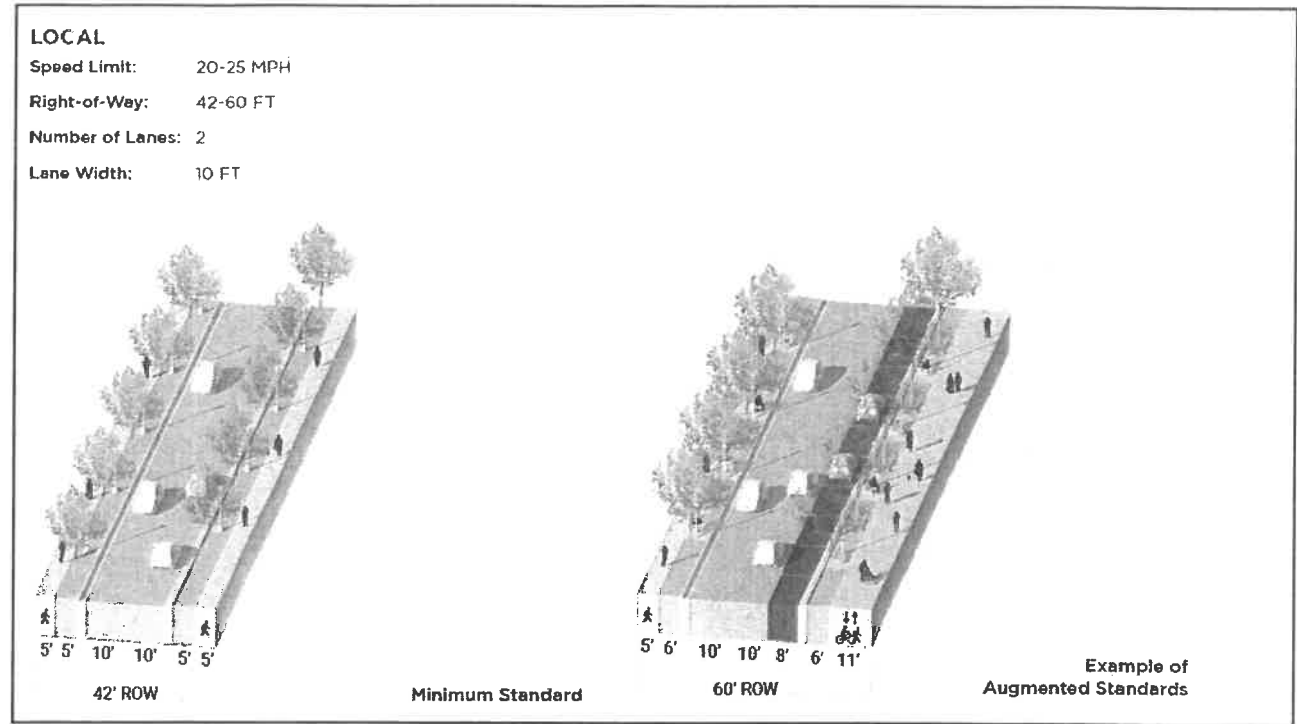 LOCAL
Speed Limit: 20-25 MPH
Right-of-Way: 42-60 FT
Number of Lanes: 2
Lane Width: 10 FT
5' 5' 10' 10' 5' 5'
42' ROW
Minimum Standard
5' 6' 10' 10' 8' 6' 11'
60' ROW
Example of
Augmented Standards